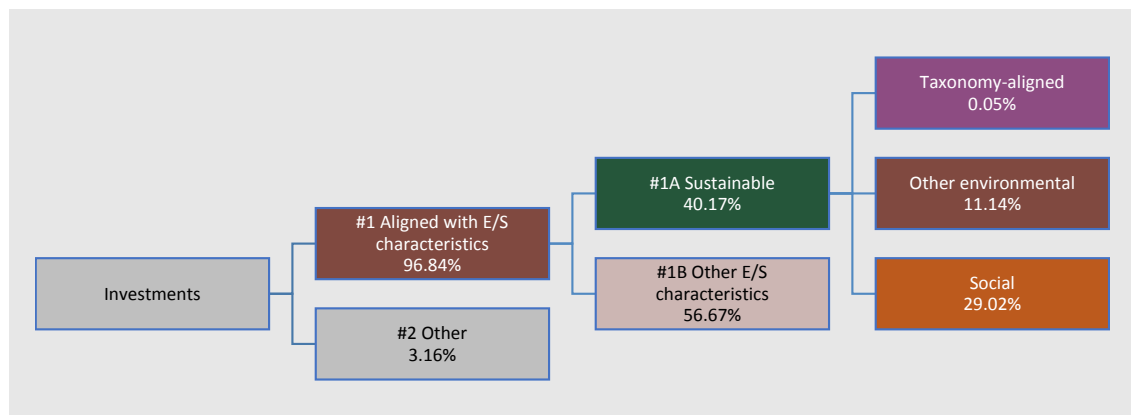 Investments
#1 Aligned with E/S
characteristics
96.84%
#2 Other
3.16%
#1A Sustainable
40.17%
#1B Other E/S
characteristics
56.67%
Taxonomy-aligned
0.05%
Other environmental
11.14%
Social
29.02%